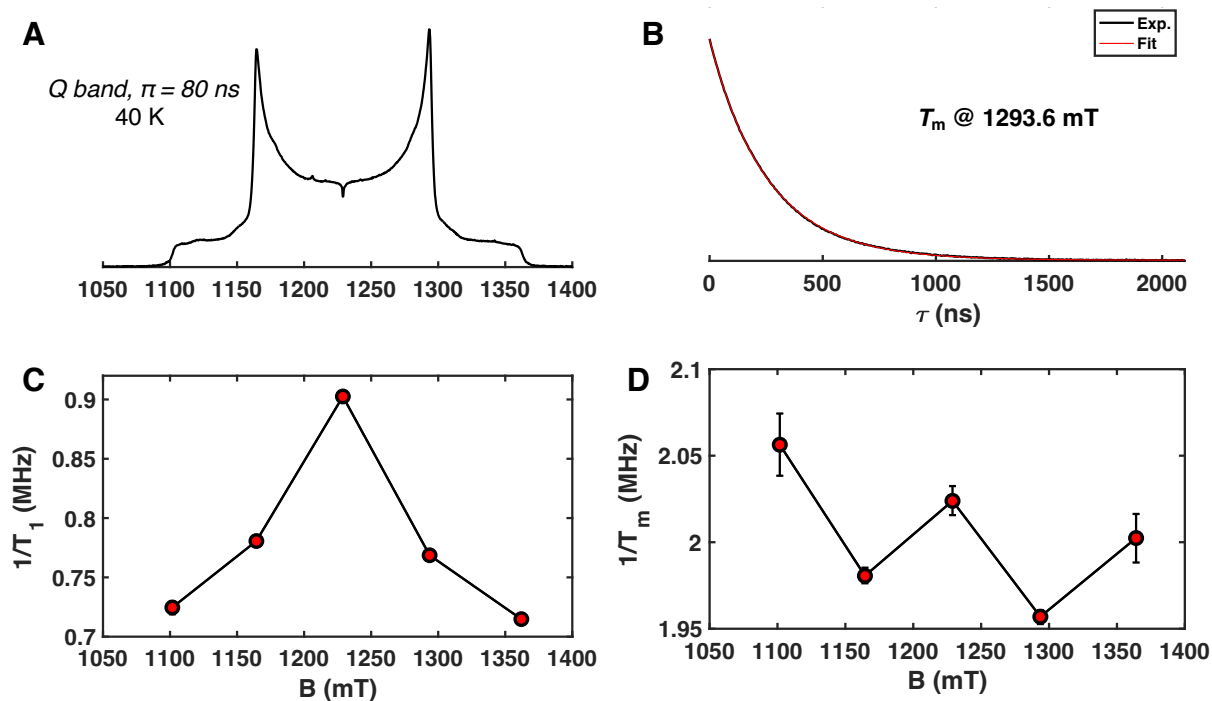 A
Q band, π = 80 ns
40 K
1050 1100 1150 1200 1250 1300 1350 1400
B
Exp.
Fit
Tm @ 1293.6 mT
0 500 1000 1500 2000
τ (ns)
C
0.9
0.85
0.8
0.75
0.7
1/T1 (MHz)
1050 1100 1150 1200 1250 1300 1350 1400
B (mT)
D
2.1
2.05
2
1.95
1/Tm (MHz)
1050 1100 1150 1200 1250 1300 1350 1400
B (mT)